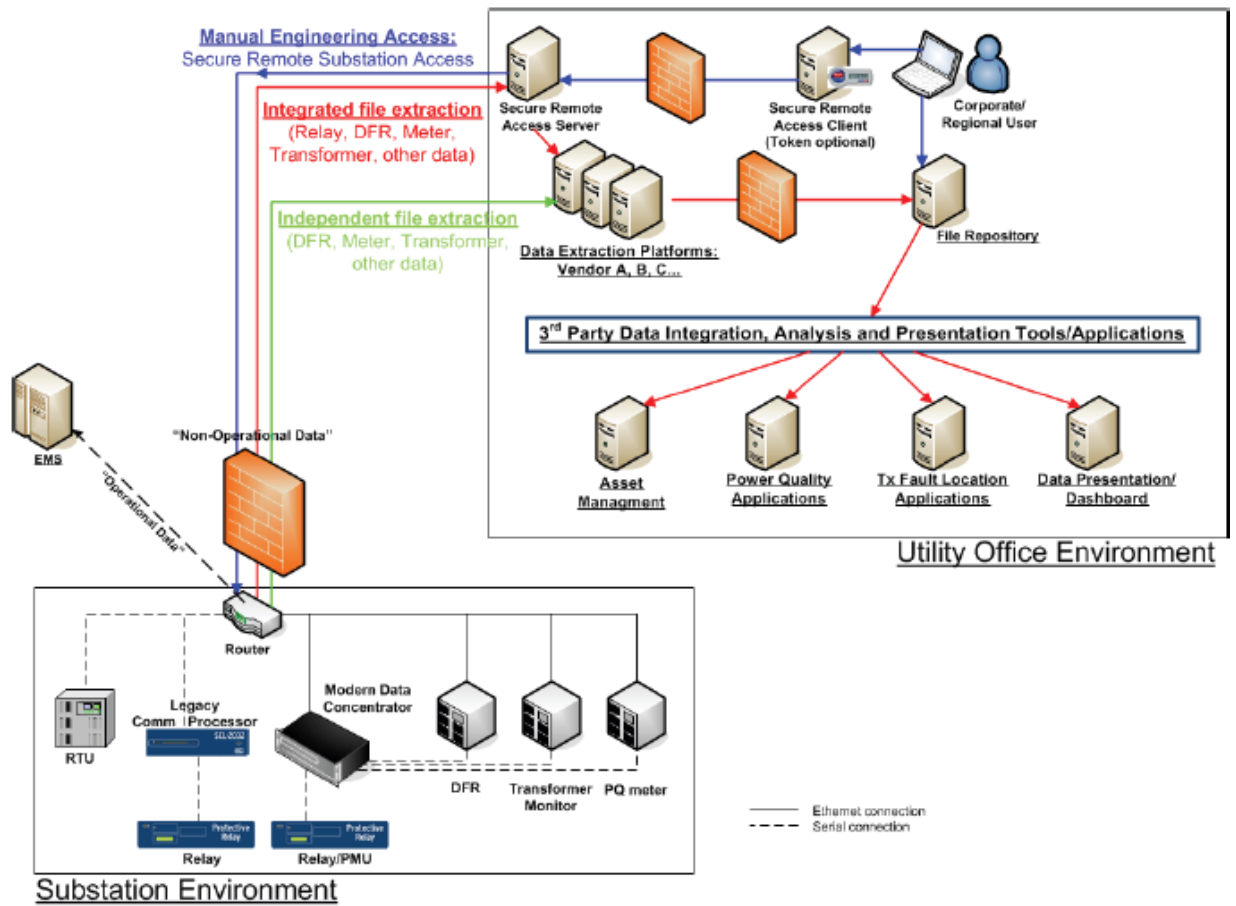 Manual Engineering Access:
Secure Remote Substation Access
Integrated file extraction
(Relay, DFR, Meter,
Transformer, other data)
Independent file extraction
(DFR, Meter, Transformer,
other data)
Secure Remote
Access Server
Secure Remote
Access Client
(Token optional)
Corporate/
Regional User
Data Extraction Platforms:
Vendor A, B, C...
File Repository
3rd Party Data Integration, Analysis and Presentation Tools/Applications
Asset
Managment
Power Quality
Applications
Tx Fault Location
Applications
Data Presentation/
Dashboard
Utility Office Environment
EMS
"Non-Operational Data"
"Operational Data"
Router
RTU
Legacy
Comm Processor
SEL-2032
Modern Data
Concentrator
DFR
Transformer
Monitor
PQ meter
Protective
Relay
Relay
Protective
Relay
Relay/PMU
Ethernet connection
Serial connection
Substation Environment